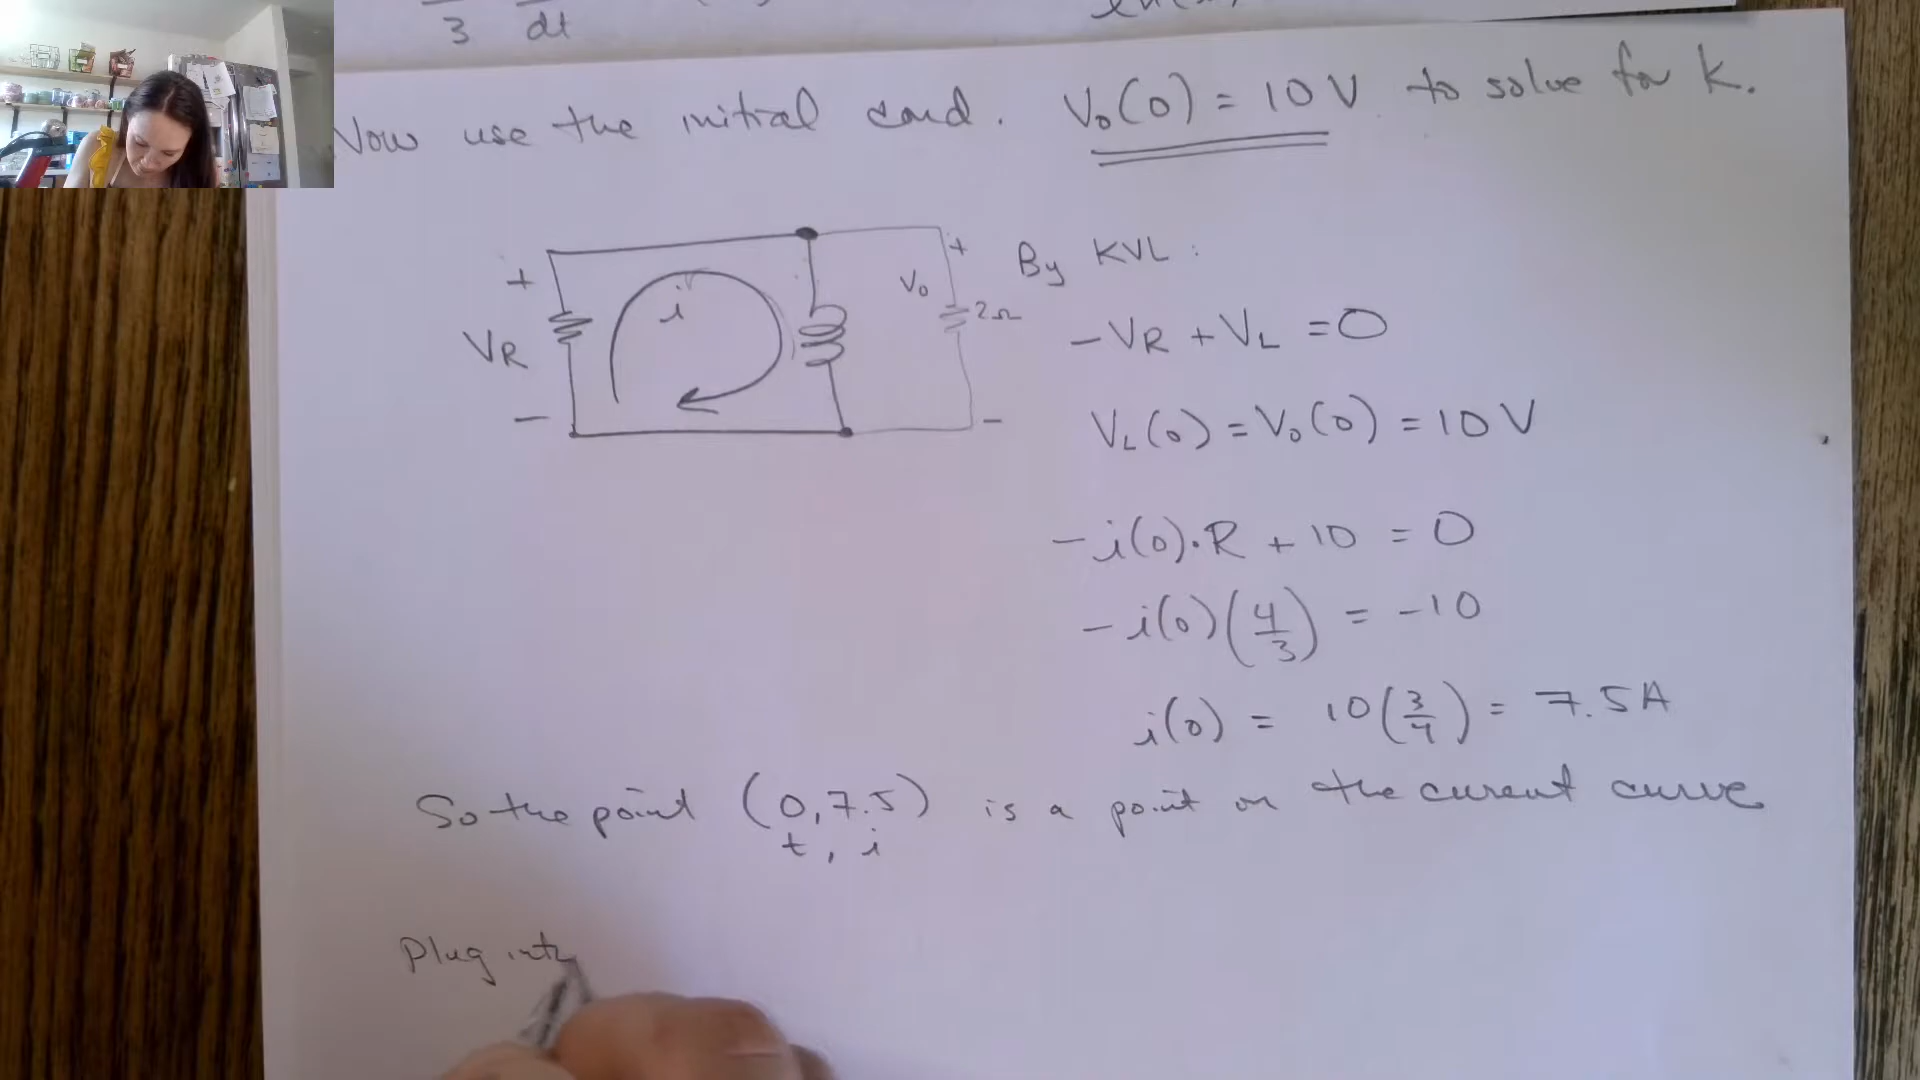 3 dt
Now use the initial cond. V₀(0) = 10 V to solve for k.
+ i V₀ + By KVL :
VR 2Ω
- -
-VR + VL = 0
VL(0) = V₀(0) = 10 V
-i(0)·R + 10 = 0
-i(0)(4/3) = -10
i(0) = 10(3/4) = 7.5A
So the point (0,7.5) is a point on the current curve
t, i
Plug into